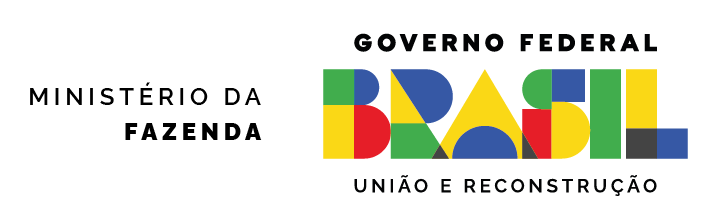 MINISTÉRIO DA
FAZENDA
GOVERNO FEDERAL
BRASIL
UNIÃO E RECONSTRUÇÃO